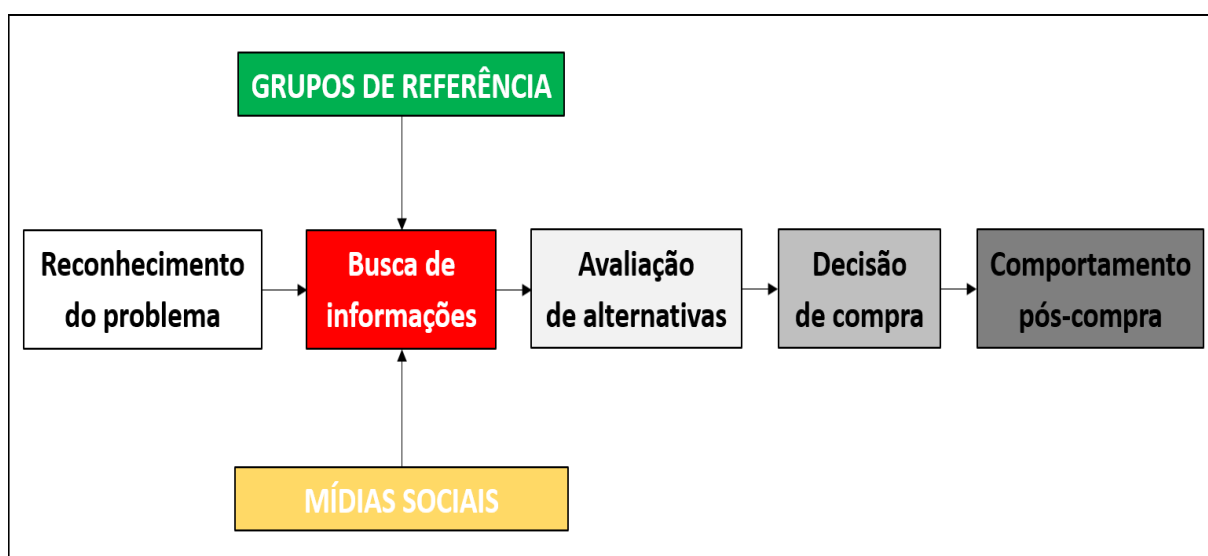 GRUPOS DE REFERÊNCIA
Reconhecimento
do problema
Busca de
informações
Avaliação
de alternativas
Decisão
de compra
Comportamento
pós-compra
MÍDIAS SOCIAIS